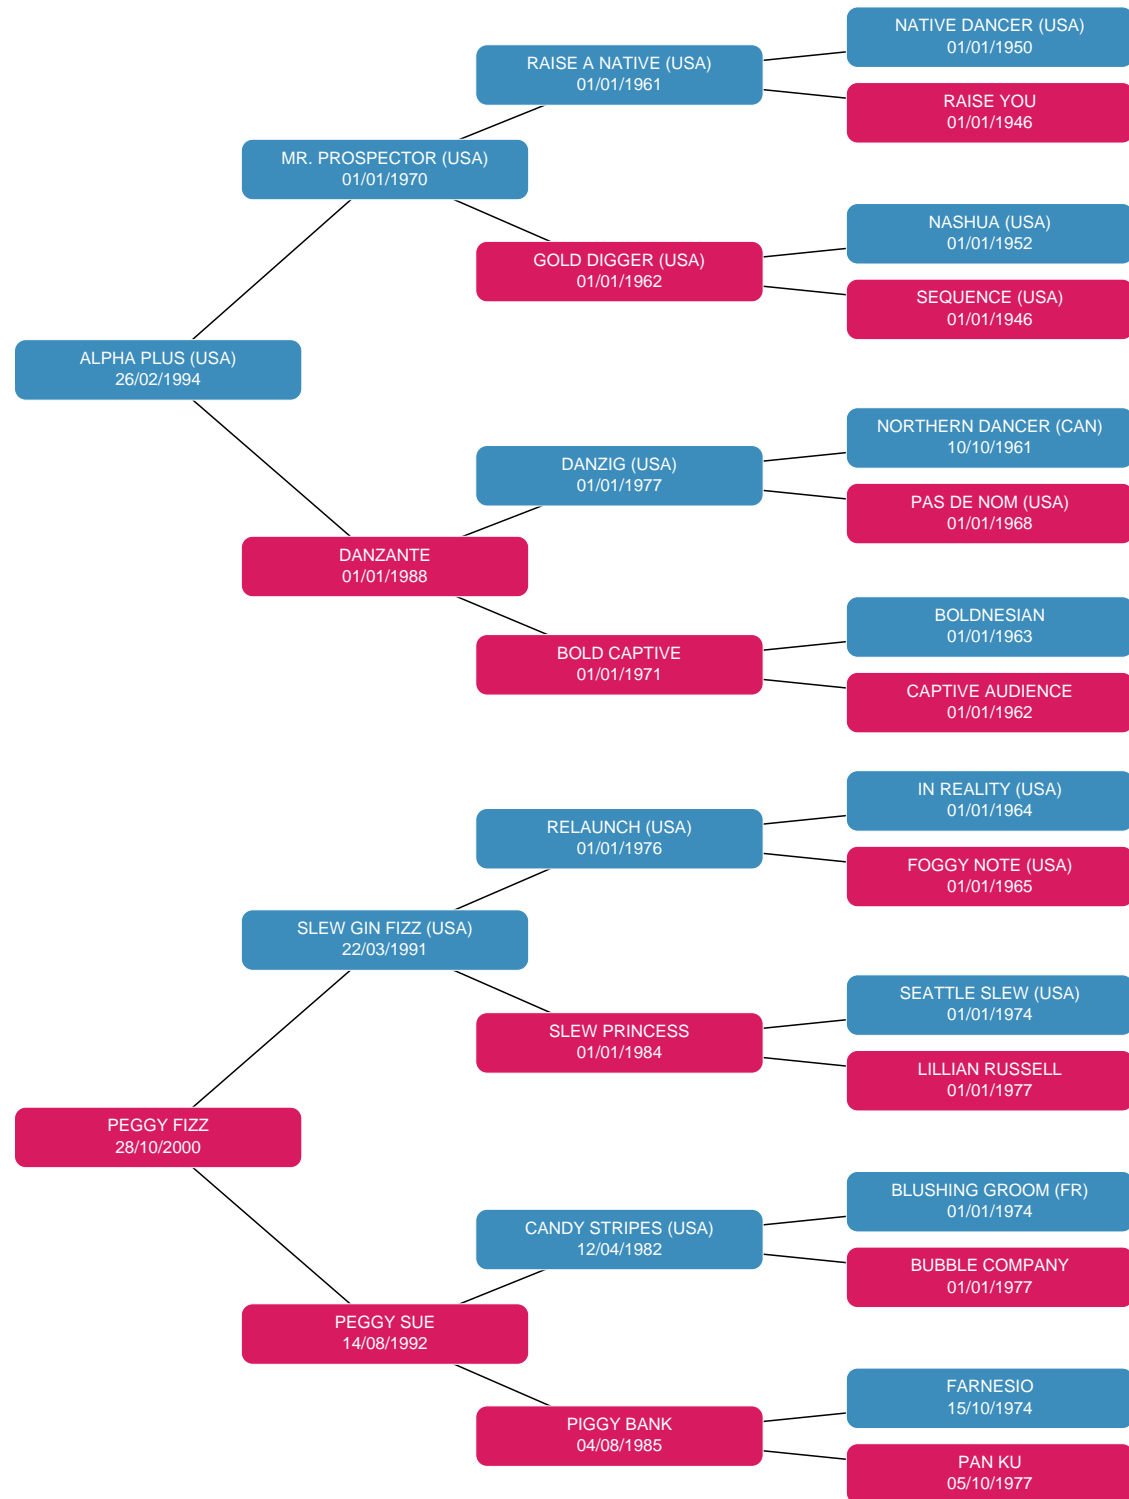 NATIVE DANCER (USA)
01/01/1950
RAISE A NATIVE (USA)
01/01/1961
RAISE YOU
01/01/1946
MR. PROSPECTOR (USA)
01/01/1970
NASHUA (USA)
01/01/1952
GOLD DIGGER (USA)
01/01/1962
SEQUENCE (USA)
01/01/1946
ALPHA PLUS (USA)
26/02/1994
NORTHERN DANCER (CAN)
10/10/1961
DANZIG (USA)
01/01/1977
PAS DE NOM (USA)
01/01/1968
DANZANTE
01/01/1988
BOLDNESIAN
01/01/1963
BOLD CAPTIVE
01/01/1971
CAPTIVE AUDIENCE
01/01/1962
IN REALITY (USA)
01/01/1964
RELAUNCH (USA)
01/01/1976
FOGGY NOTE (USA)
01/01/1965
SLEW GIN FIZZ (USA)
22/03/1991
SEATTLE SLEW (USA)
01/01/1974
SLEW PRINCESS
01/01/1984
LILLIAN RUSSELL
01/01/1977
PEGGY FIZZ
28/10/2000
BLUSHING GROOM (FR)
01/01/1974
CANDY STRIPES (USA)
12/04/1982
BUBBLE COMPANY
01/01/1977
PEGGY SUE
14/08/1992
FARNESIO
15/10/1974
PIGGY BANK
04/08/1985
PAN KU
05/10/1977